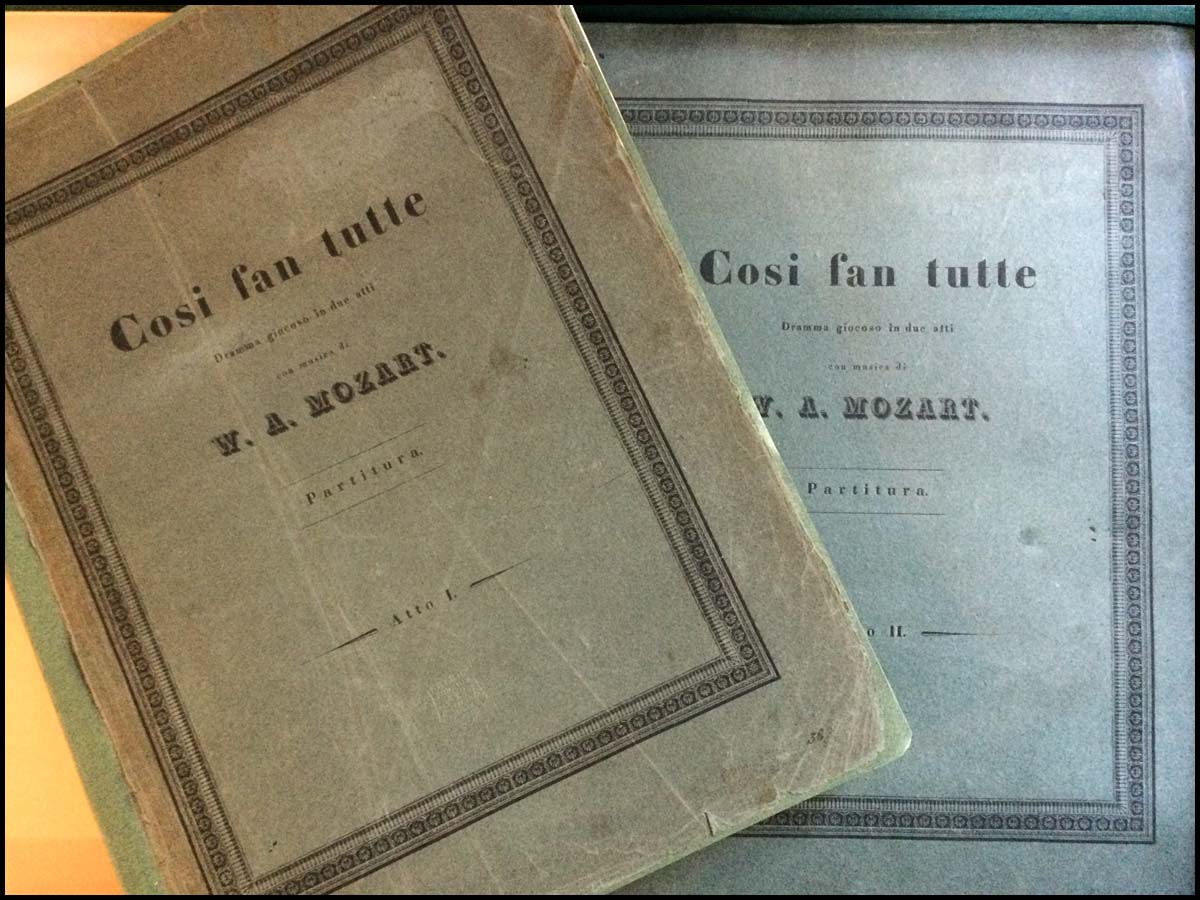 Cosi fan tutte
Dramma giocoso in due atti
con musica di
W. A. MOZART.
Partitura.
Atto I.
36
Cosi fan tutte
Dramma giocoso in due atti
con musica di
W. A. MOZART.
Partitura.
o II.